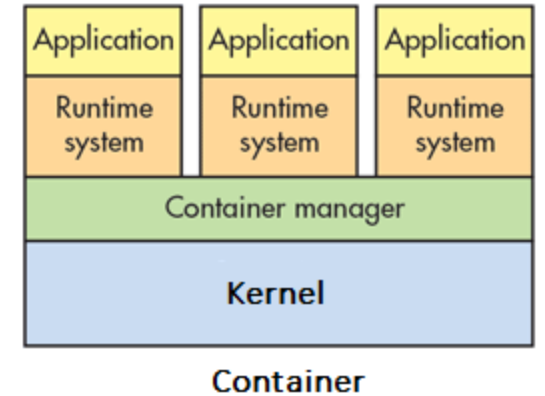 Application Application Application
Runtime system Runtime system Runtime system
Container manager
Kernel
Container